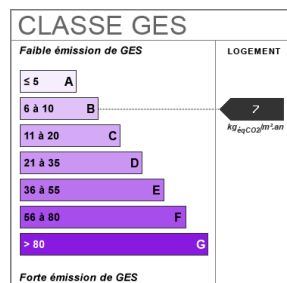 CLASSE GES
Faible émission de GES
LOGEMENT
≤ 5 A
6 à 10 B
7
kgéqCO2/m².an
11 à 20 C
21 à 35 D
36 à 55 E
56 à 80 F
> 80 G
Forte émission de GES